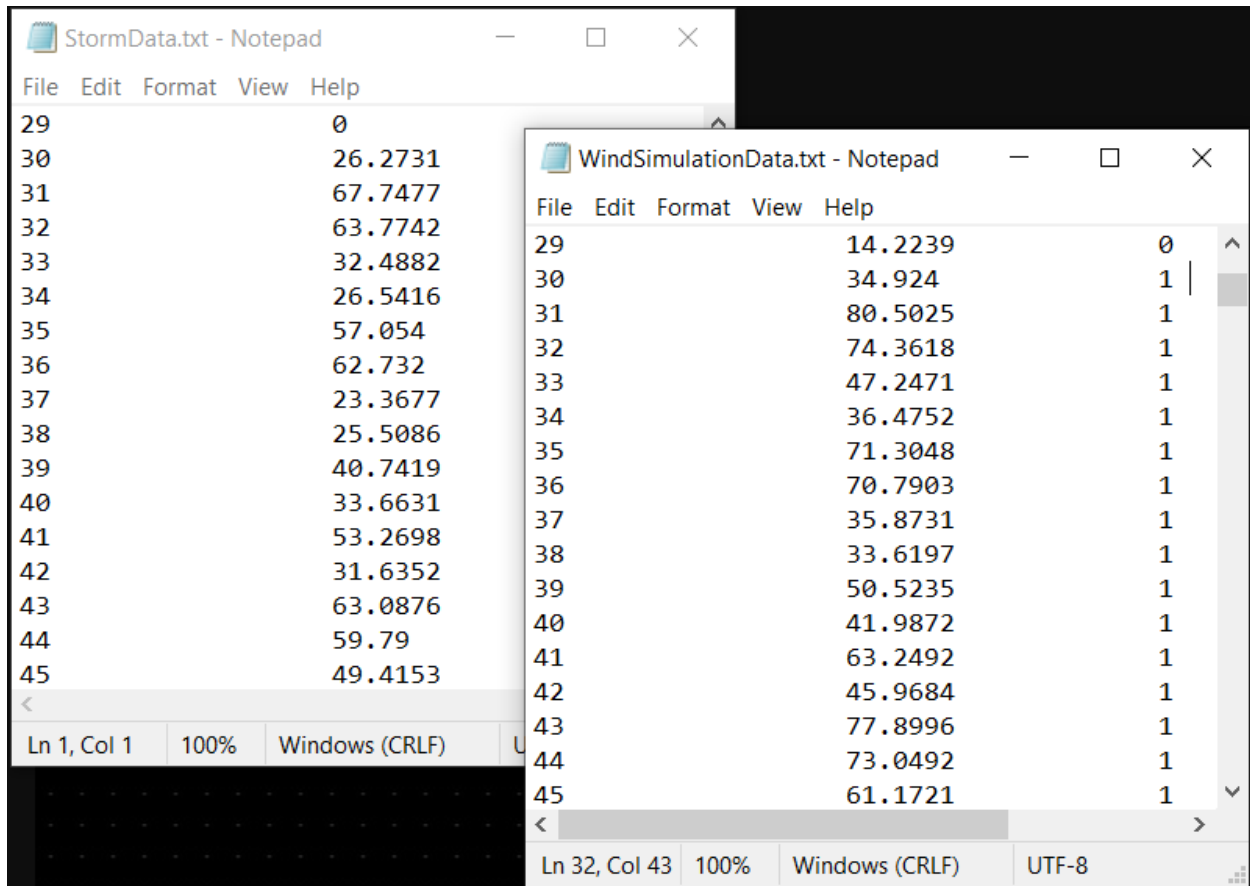 StormData.txt - Notepad
File Edit Format View Help
29 0
30 26.2731
31 67.7477
32 63.7742
33 32.4882
34 26.5416
35 57.054
36 62.732
37 23.3677
38 25.5086
39 40.7419
40 33.6631
41 53.2698
42 31.6352
43 63.0876
44 59.79
45 49.4153
Ln 1, Col 1 100% Windows (CRLF) U
WindSimulationData.txt - Notepad
File Edit Format View Help
29 14.2239 0
30 34.924 1
31 80.5025 1
32 74.3618 1
33 47.2471 1
34 36.4752 1
35 71.3048 1
36 70.7903 1
37 35.8731 1
38 33.6197 1
39 50.5235 1
40 41.9872 1
41 63.2492 1
42 45.9684 1
43 77.8996 1
44 73.0492 1
45 61.1721 1
Ln 32, Col 43 100% Windows (CRLF) UTF-8